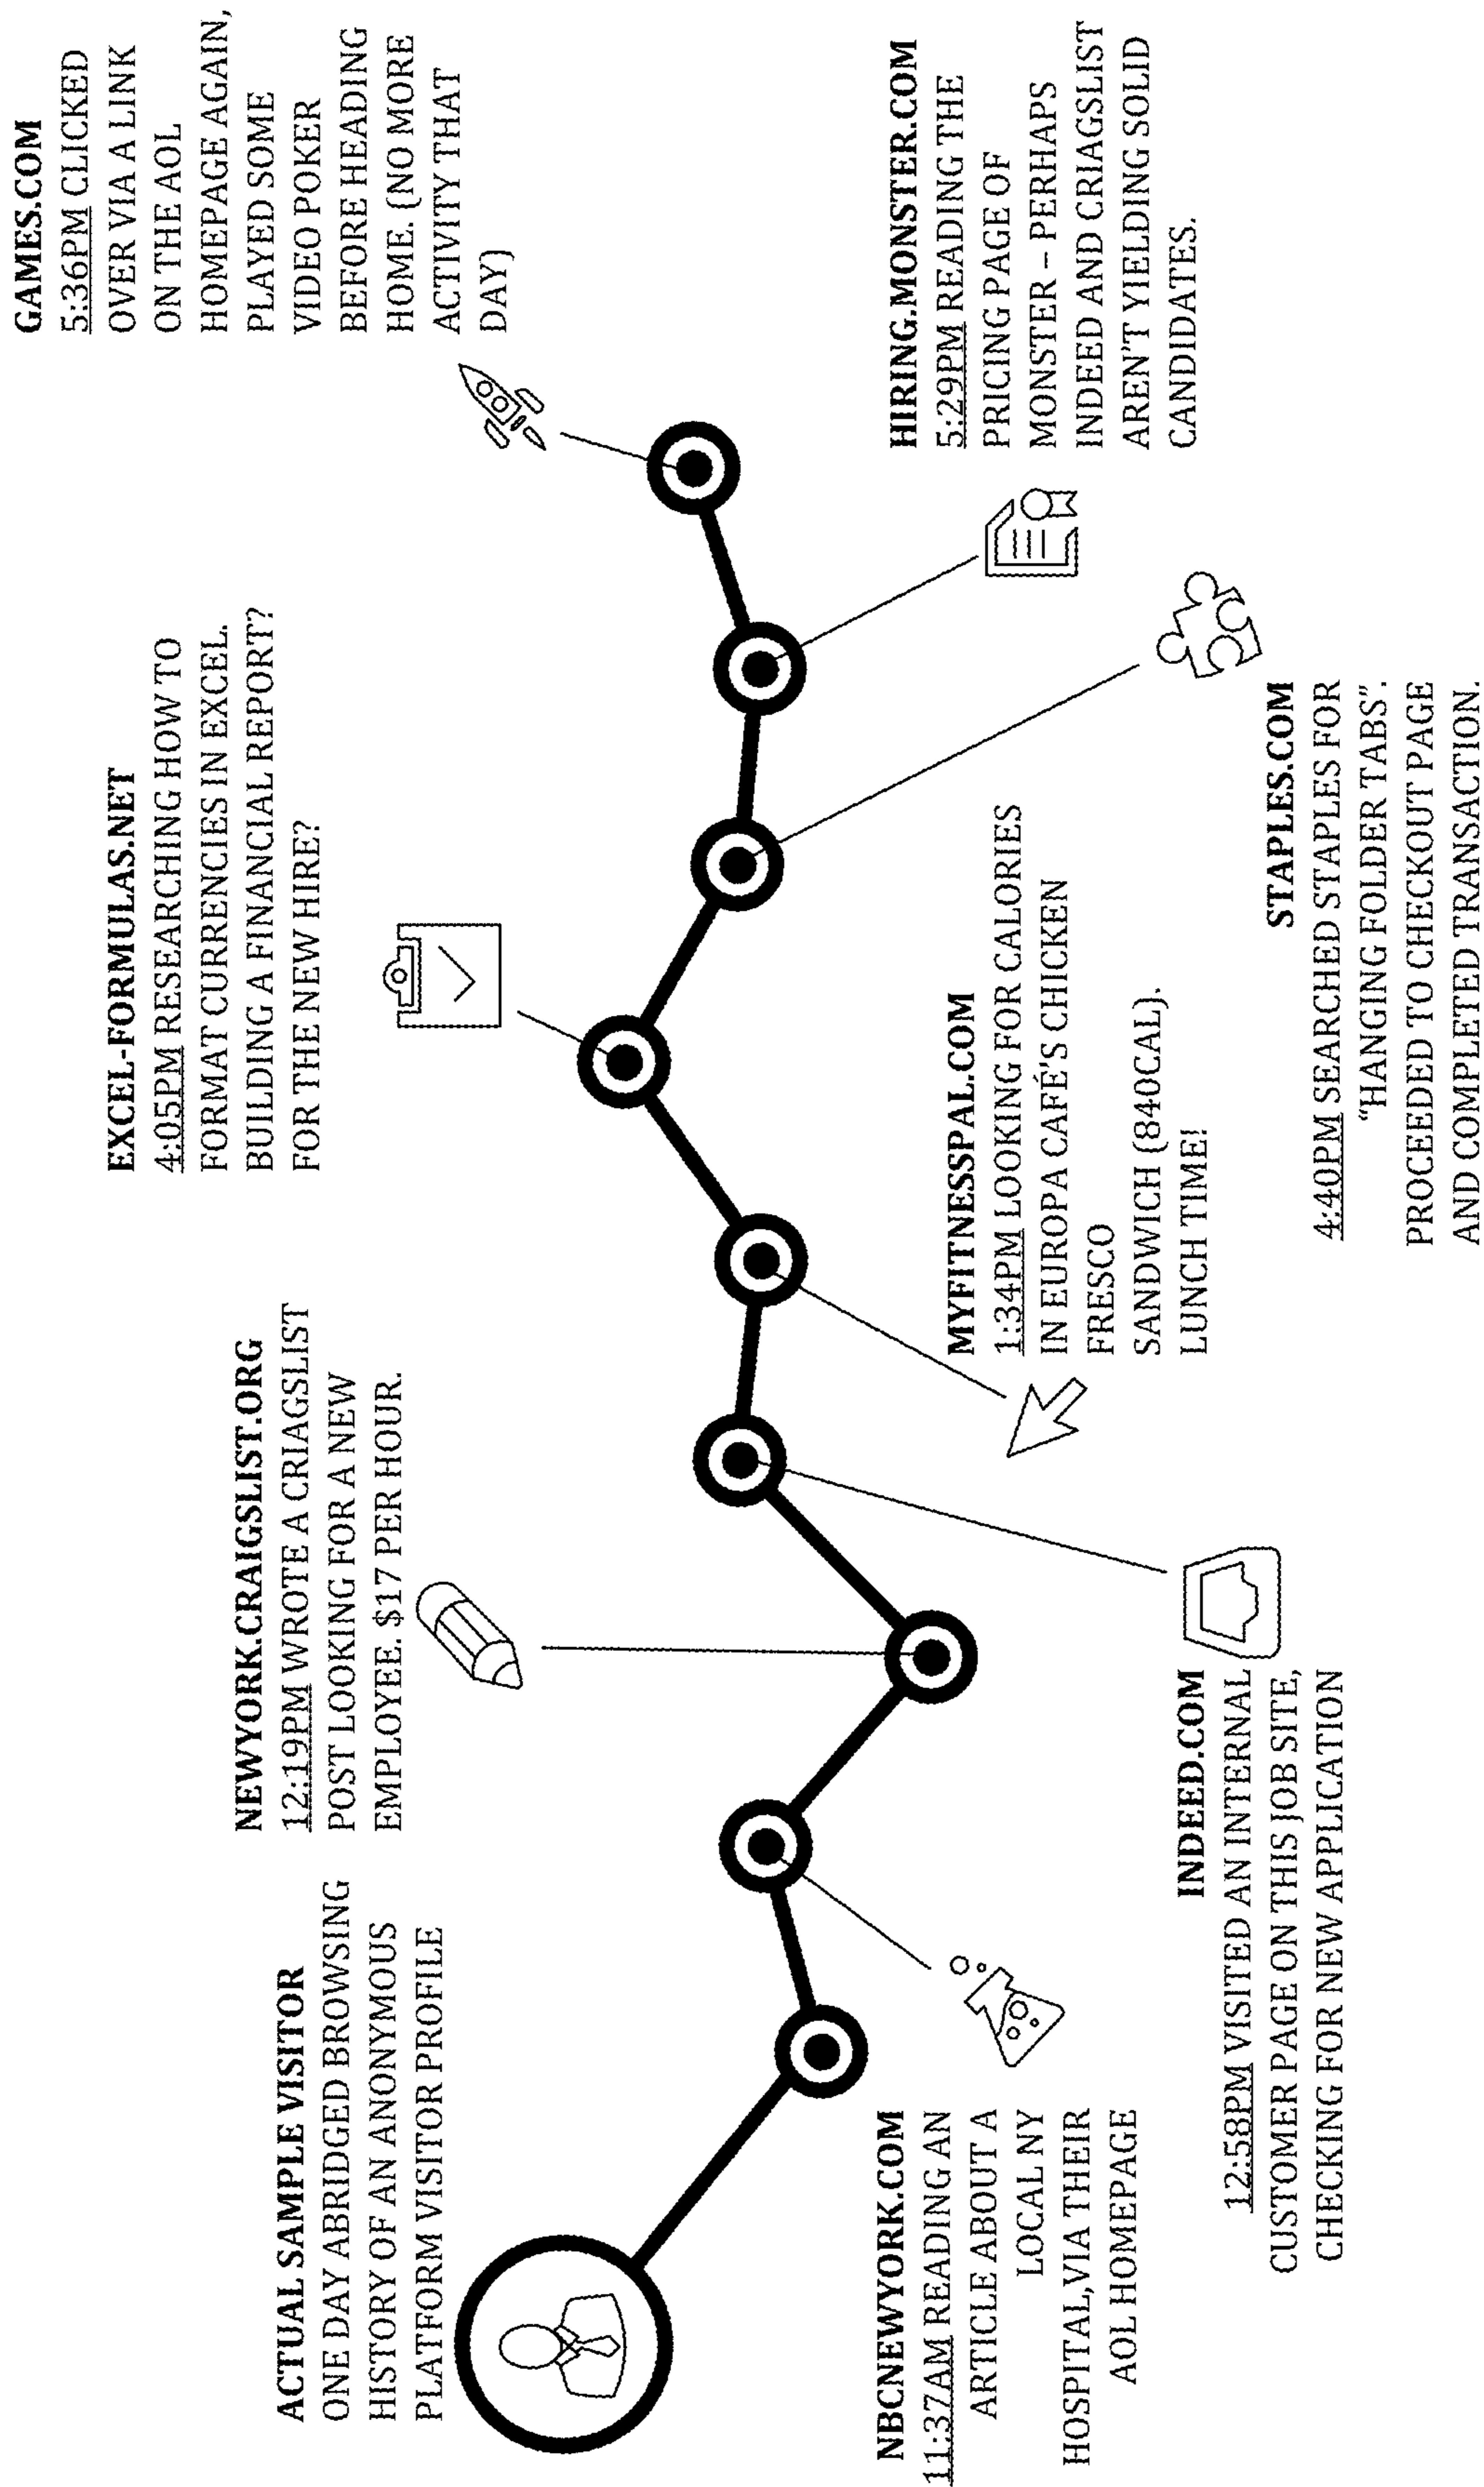 ACTUAL SAMPLE VISITOR
ONE DAY ABRIDGED BROWSING
HISTORY OF AN ANONYMOUS
PLATFORM VISITOR PROFILE
NBCNEWYORK.COM
11:37AM READING AN
ARTICLE ABOUT A
LOCAL NY
HOSPITAL,VIA THEIR
AOL HOMEPAGE
NEWYORK.CRAIGSLIST.ORG
12:19PM WROTE A CRIAGSLIST
POST LOOKING FOR A NEW
EMPLOYEE. $17 PER HOUR.
INDEED.COM
12:58PM VISITED AN INTERNAL
CUSTOMER PAGE ON THIS JOB SITE,
CHECKING FOR NEW APPLICATION
MYFITNESSPAL.COM
1:34PM LOOKING FOR CALORIES
IN EUROPA CAFÉ'S CHICKEN
FRESCO
SANDWICH (840CAL).
LUNCH TIME!
EXCEL-FORMULAS.NET
4:05PM RESEARCHING HOW TO
FORMAT CURRENCIES IN EXCEL.
BUILDING A FINANCIAL REPORT?
FOR THE NEW HIRE?
STAPLES.COM
4:40PM SEARCHED STAPLES FOR
“HANGING FOLDER TABS”.
PROCEEDED TO CHECKOUT PAGE
AND COMPLETED TRANSACTION.
HIRING.MONSTER.COM
5:29PM READING THE
PRICING PAGE OF
MONSTER – PERHAPS
INDEED AND CRIAGSLIST
AREN'T YIELDING SOLID
CANDIDATES.
GAMES.COM
5:36PM CLICKED
OVER VIA A LINK
ON THE AOL
HOMEPAGE AGAIN,
PLAYED SOME
VIDEO POKER
BEFORE HEADING
HOME. (NO MORE
ACTIVITY THAT
DAY)